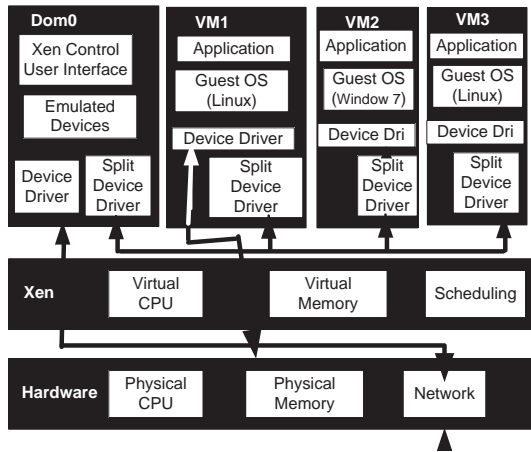 Dom0
Xen Control
User Interface
Emulated
Devices
Device
Driver
Split
Device
Driver
VM1
Application
Guest OS
(Linux)
Device Driver
Split
Device
Driver
VM2
Application
Guest OS
(Window 7)
Device Dri
Split
Device
Driver
VM3
Application
Guest OS
(Linux)
Device Dri
Split
Device
Driver
Xen
Virtual
CPU
Virtual
Memory
Scheduling
Hardware
Physical
CPU
Physical
Memory
Network